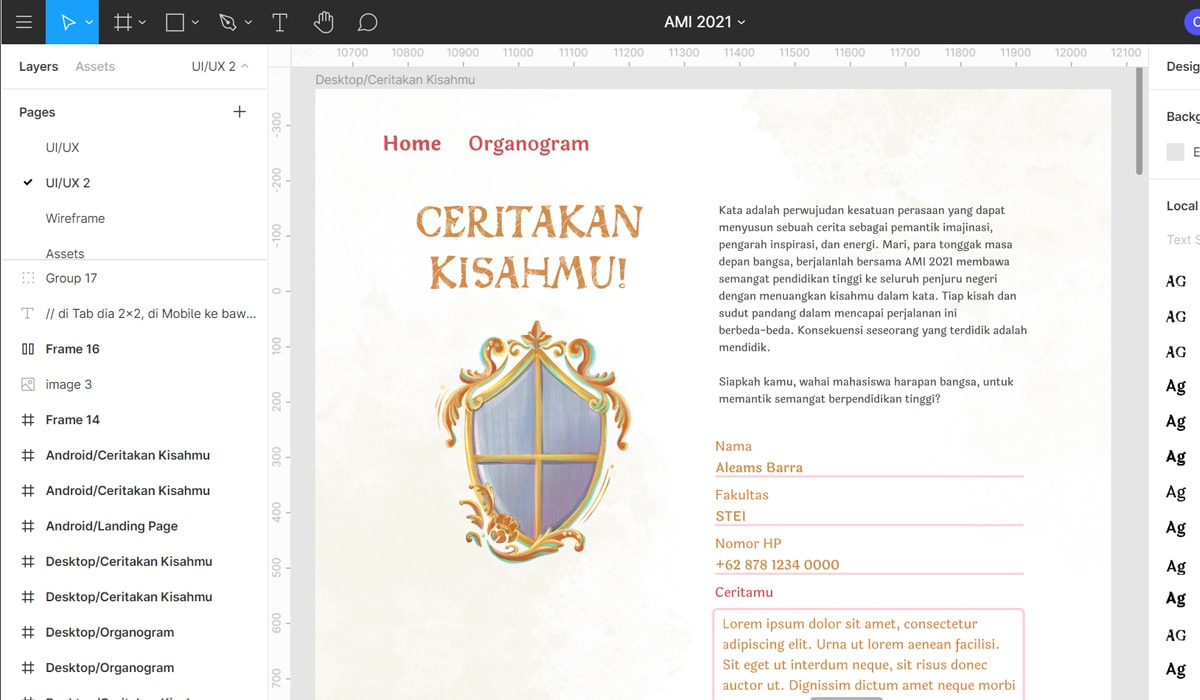 AMI 2021
C
Layers Assets UI/UX 2
Pages
UI/UX
UI/UX 2
Wireframe
Assets
Group 17
// di Tab dia 2×2, di Mobile ke baw...
Frame 16
image 3
Frame 14
Android/Ceritakan Kisahmu
Android/Ceritakan Kisahmu
Android/Landing Page
Desktop/Ceritakan Kisahmu
Desktop/Ceritakan Kisahmu
Desktop/Organogram
Desktop/Organogram
10700 10800 10900 11000 11100 11200 11300 11400 11500 11600 11700 11800 11900 12000 12100
-300
-200
-100
0
100
200
300
400
500
600
700
Desktop/Ceritakan Kisahmu
Home Organogram
CERITAKAN
KISAHMU!
Kata adalah perwujudan kesatuan perasaan yang dapat
menyusun sebuah cerita sebagai pemantik imajinasi,
pengarah inspirasi, dan energi. Mari, para tonggak masa
depan bangsa, berjalanlah bersama AMI 2021 membawa
semangat pendidikan tinggi ke seluruh penjuru negeri
dengan menuangkan kisahmu dalam kata. Tiap kisah dan
sudut pandang dalam mencapai perjalanan ini
berbeda-beda. Konsekuensi seseorang yang terdidik adalah
mendidik.
Siapkah kamu, wahai mahasiswa harapan bangsa, untuk
memantik semangat berpendidikan tinggi?
Nama
Aleams Barra
Fakultas
STEI
Nomor HP
+62 878 1234 0000
Ceritamu
Lorem ipsum dolor sit amet, consectetur
adipiscing elit. Urna ut lorem aenean facilisi.
Sit eget ut interdum neque, sit risus donec
auctor ut. Dignissim dictum amet neque morbi
Desig
Backg
E
Local
Text S
AG
AG
AG
Ag
Ag
Ag
Ag
Ag
Ag
Ag
AG
Ag